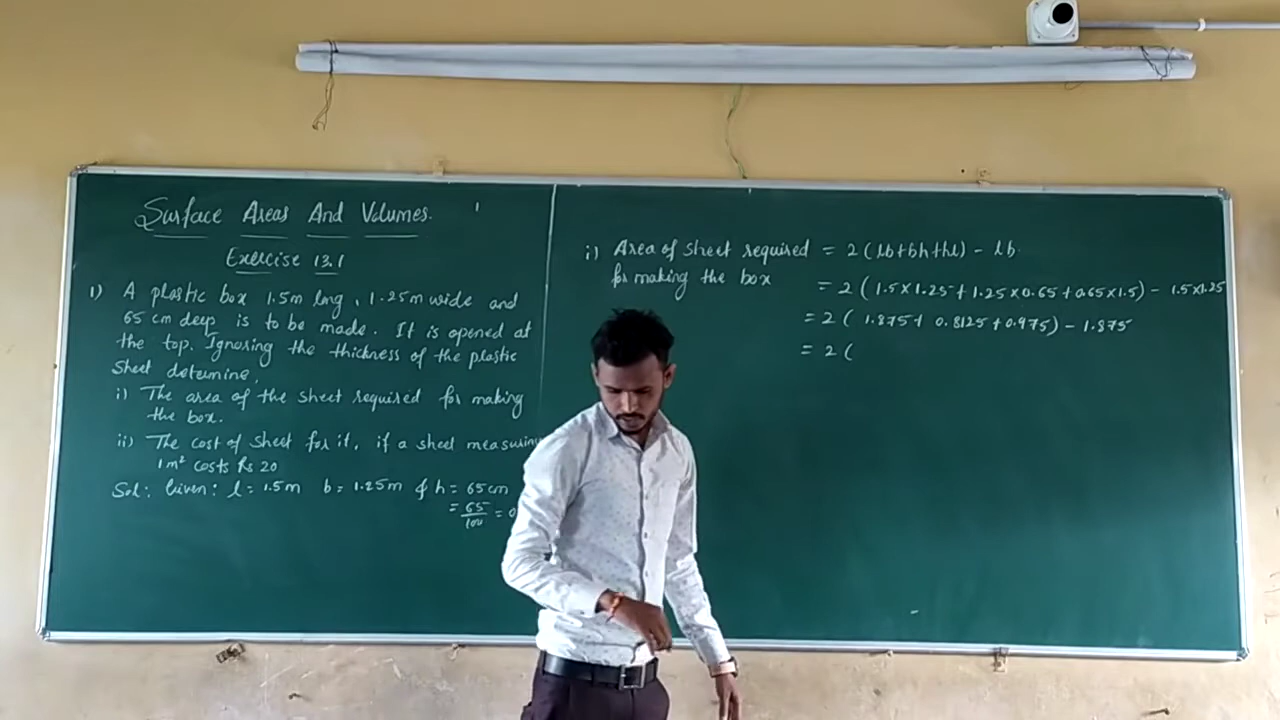 Surface Areas And Volumes.
Exercise 13.1
1) A plastic box 1.5m long, 1.25m wide and
65 cm deep is to be made. It is opened at
the top. Ignoring the thickness of the plastic
sheet determine,
i) The area of the sheet required for making
the box.
ii) The cost of sheet for it, if a sheet measuring
1m² costs Rs 20
Sol: Given: l = 1.5m b = 1.25m & h = 65cm
= 65/100 = 0
i) Area of sheet required = 2(lb+bh+hl) - lb
for making the box = 2(1.5×1.25+1.25×0.65+0.65×1.5) - 1.5×1.25
= 2(1.875+0.8125+0.975) - 1.875
= 2(